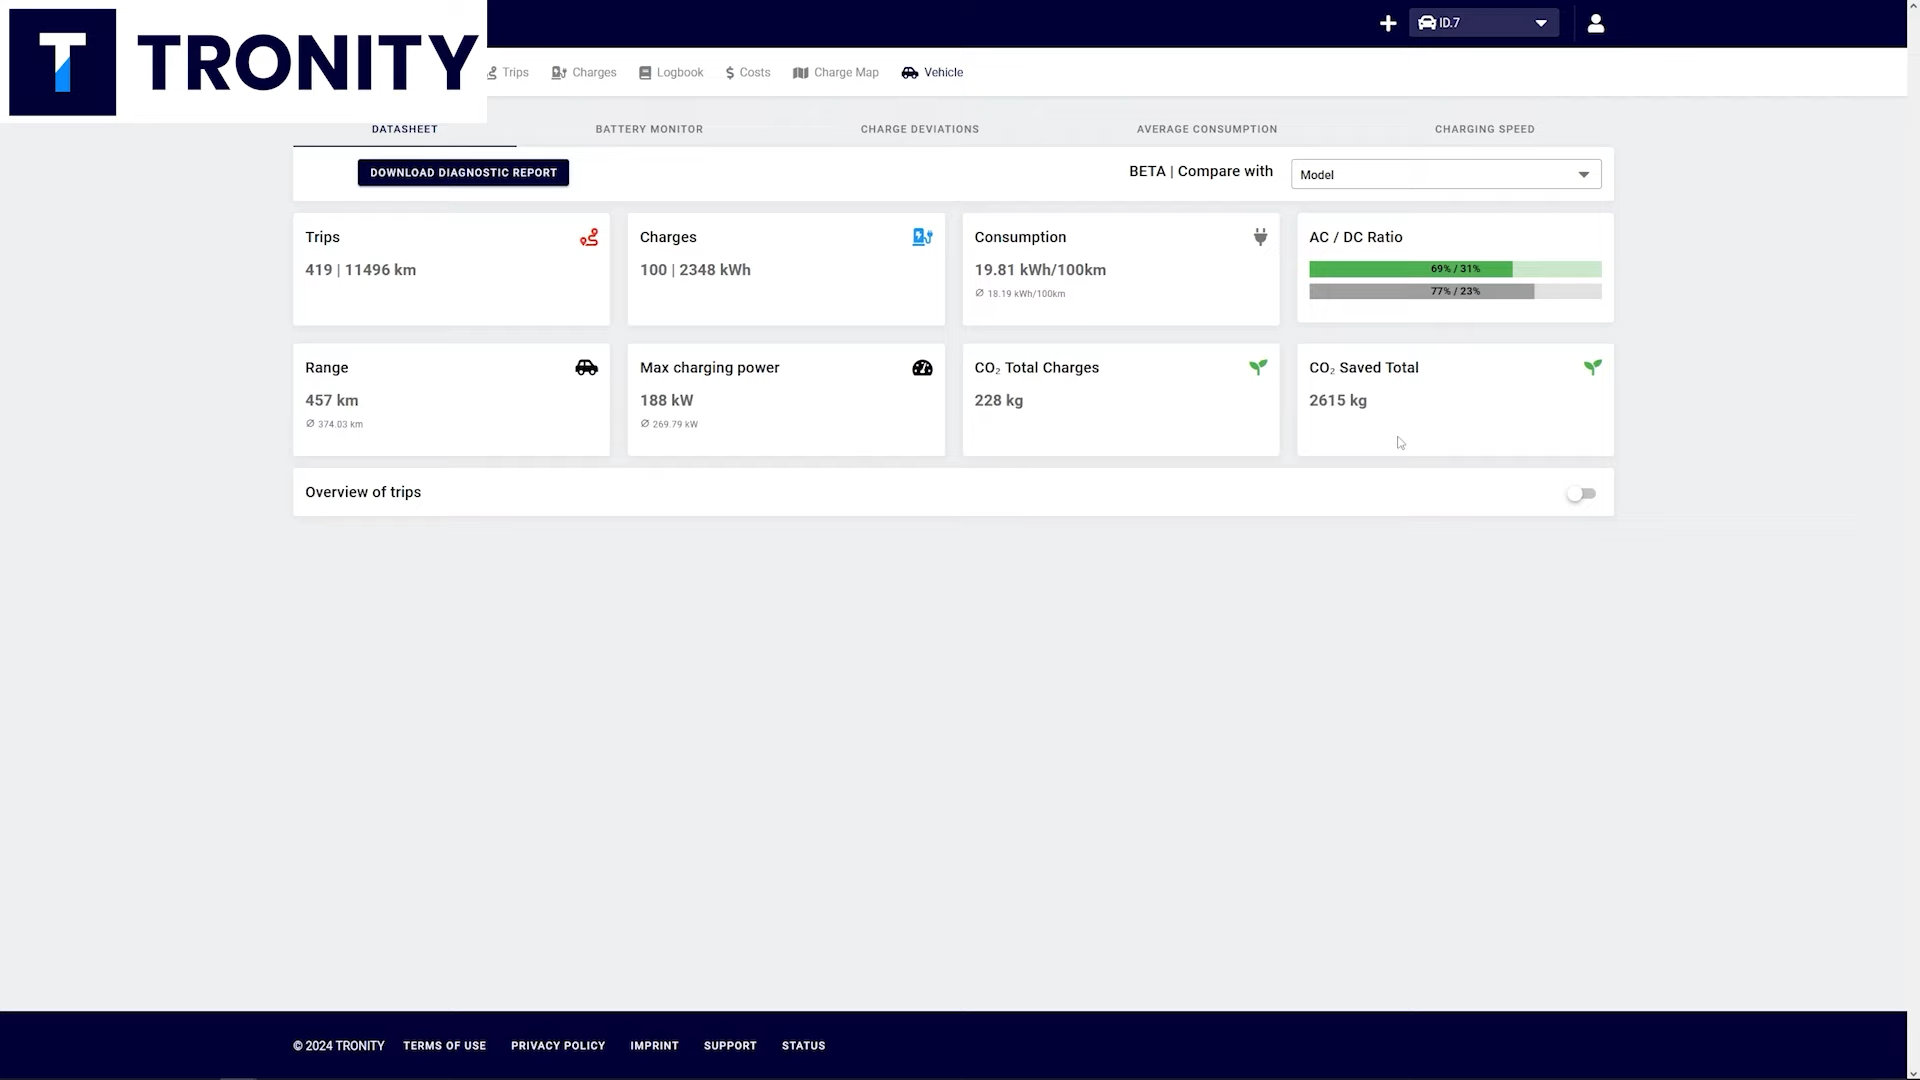 T TRONITY
ID.7
Trips Charges Logbook $ Costs Charge Map Vehicle
DATASHEET BATTERY MONITOR CHARGE DEVIATIONS AVERAGE CONSUMPTION CHARGING SPEED
DOWNLOAD DIAGNOSTIC REPORT BETA | Compare with Model
Trips Charges Consumption AC / DC Ratio
419 | 11496 km 100 | 2348 kWh 19.81 kWh/100km 69% / 31%
Ø 18.19 kWh/100km 77% / 23%
Range Max charging power CO₂ Total Charges CO₂ Saved Total
457 km 188 kW 228 kg 2615 kg
Ø 374.03 km Ø 269.79 kW
Overview of trips
© 2024 TRONITY TERMS OF USE PRIVACY POLICY IMPRINT SUPPORT STATUS